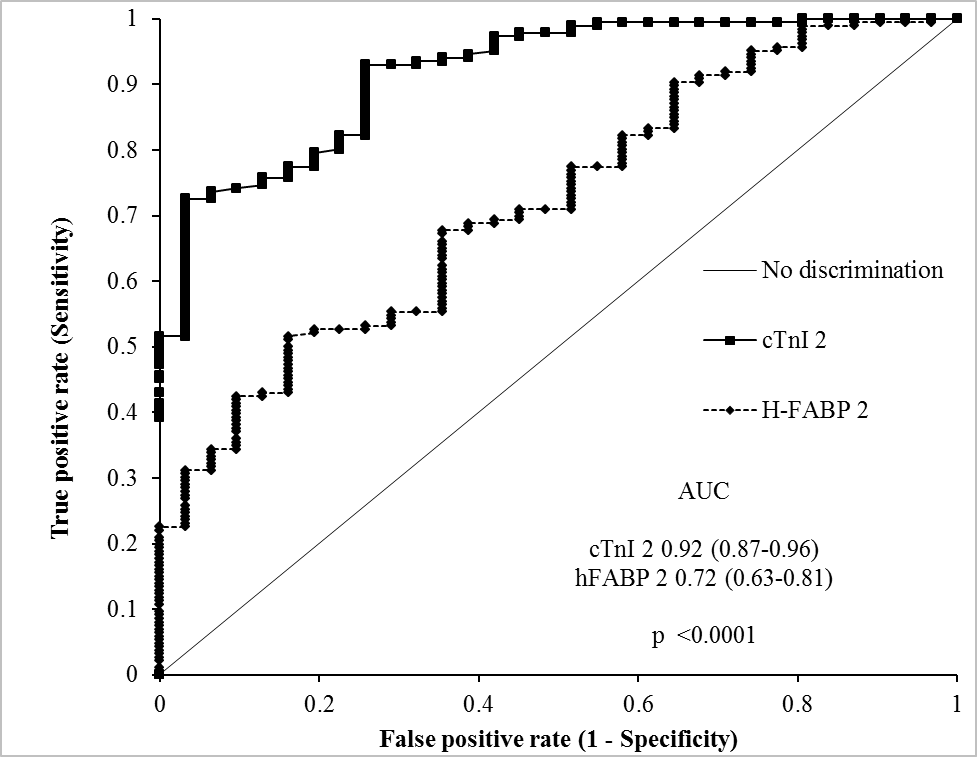 1
0.9
0.8
0.7
0.6
0.5
0.4
0.3
0.2
0.1
0
True positive rate (Sensitivity)
No discrimination
cTnI 2
H-FABP 2
AUC
cTnI 2 0.92 (0.87-0.96)
hFABP 2 0.72 (0.63-0.81)
p <0.0001
0 0.2 0.4 0.6 0.8 1
False positive rate (1 - Specificity)